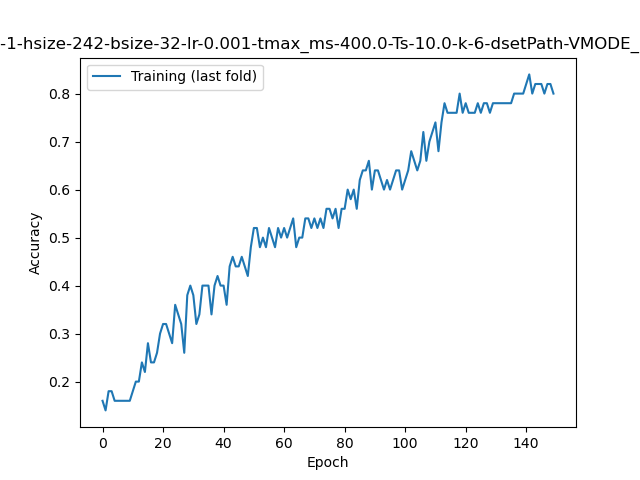 -1-hsize-242-bsize-32-lr-0.001-tmax_ms-400.0-Ts-10.0-k-6-dsetPath-VMODE_
Training (last fold)
Accuracy
0.8
0.7
0.6
0.5
0.4
0.3
0.2
0 20 40 60 80 100 120 140
Epoch